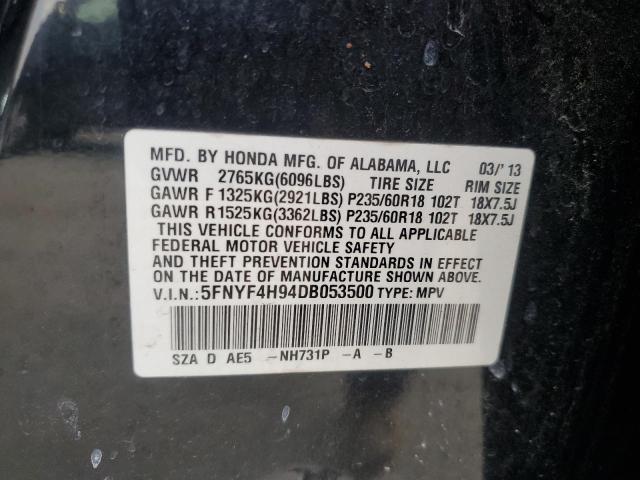 MFD. BY HONDA MFG. OF ALABAMA, LLC 03/'13
GVWR 2765KG(6096LBS) TIRE SIZE RIM SIZE
GAWR F 1325KG(2921LBS) P235/60R18 102T 18X7.5J
GAWR R1525KG(3362LBS) P235/60R18 102T 18X7.5J
THIS VEHICLE CONFORMS TO ALL APPLICABLE
FEDERAL MOTOR VEHICLE SAFETY
AND THEFT PREVENTION STANDARDS IN EFFECT
ON THE DATE OF MANUFACTURE SHOWN ABOVE.
V.I.N.:5FNYF4H94DB053500 TYPE: MPV
SZA D AE5 -NH731P -A -B